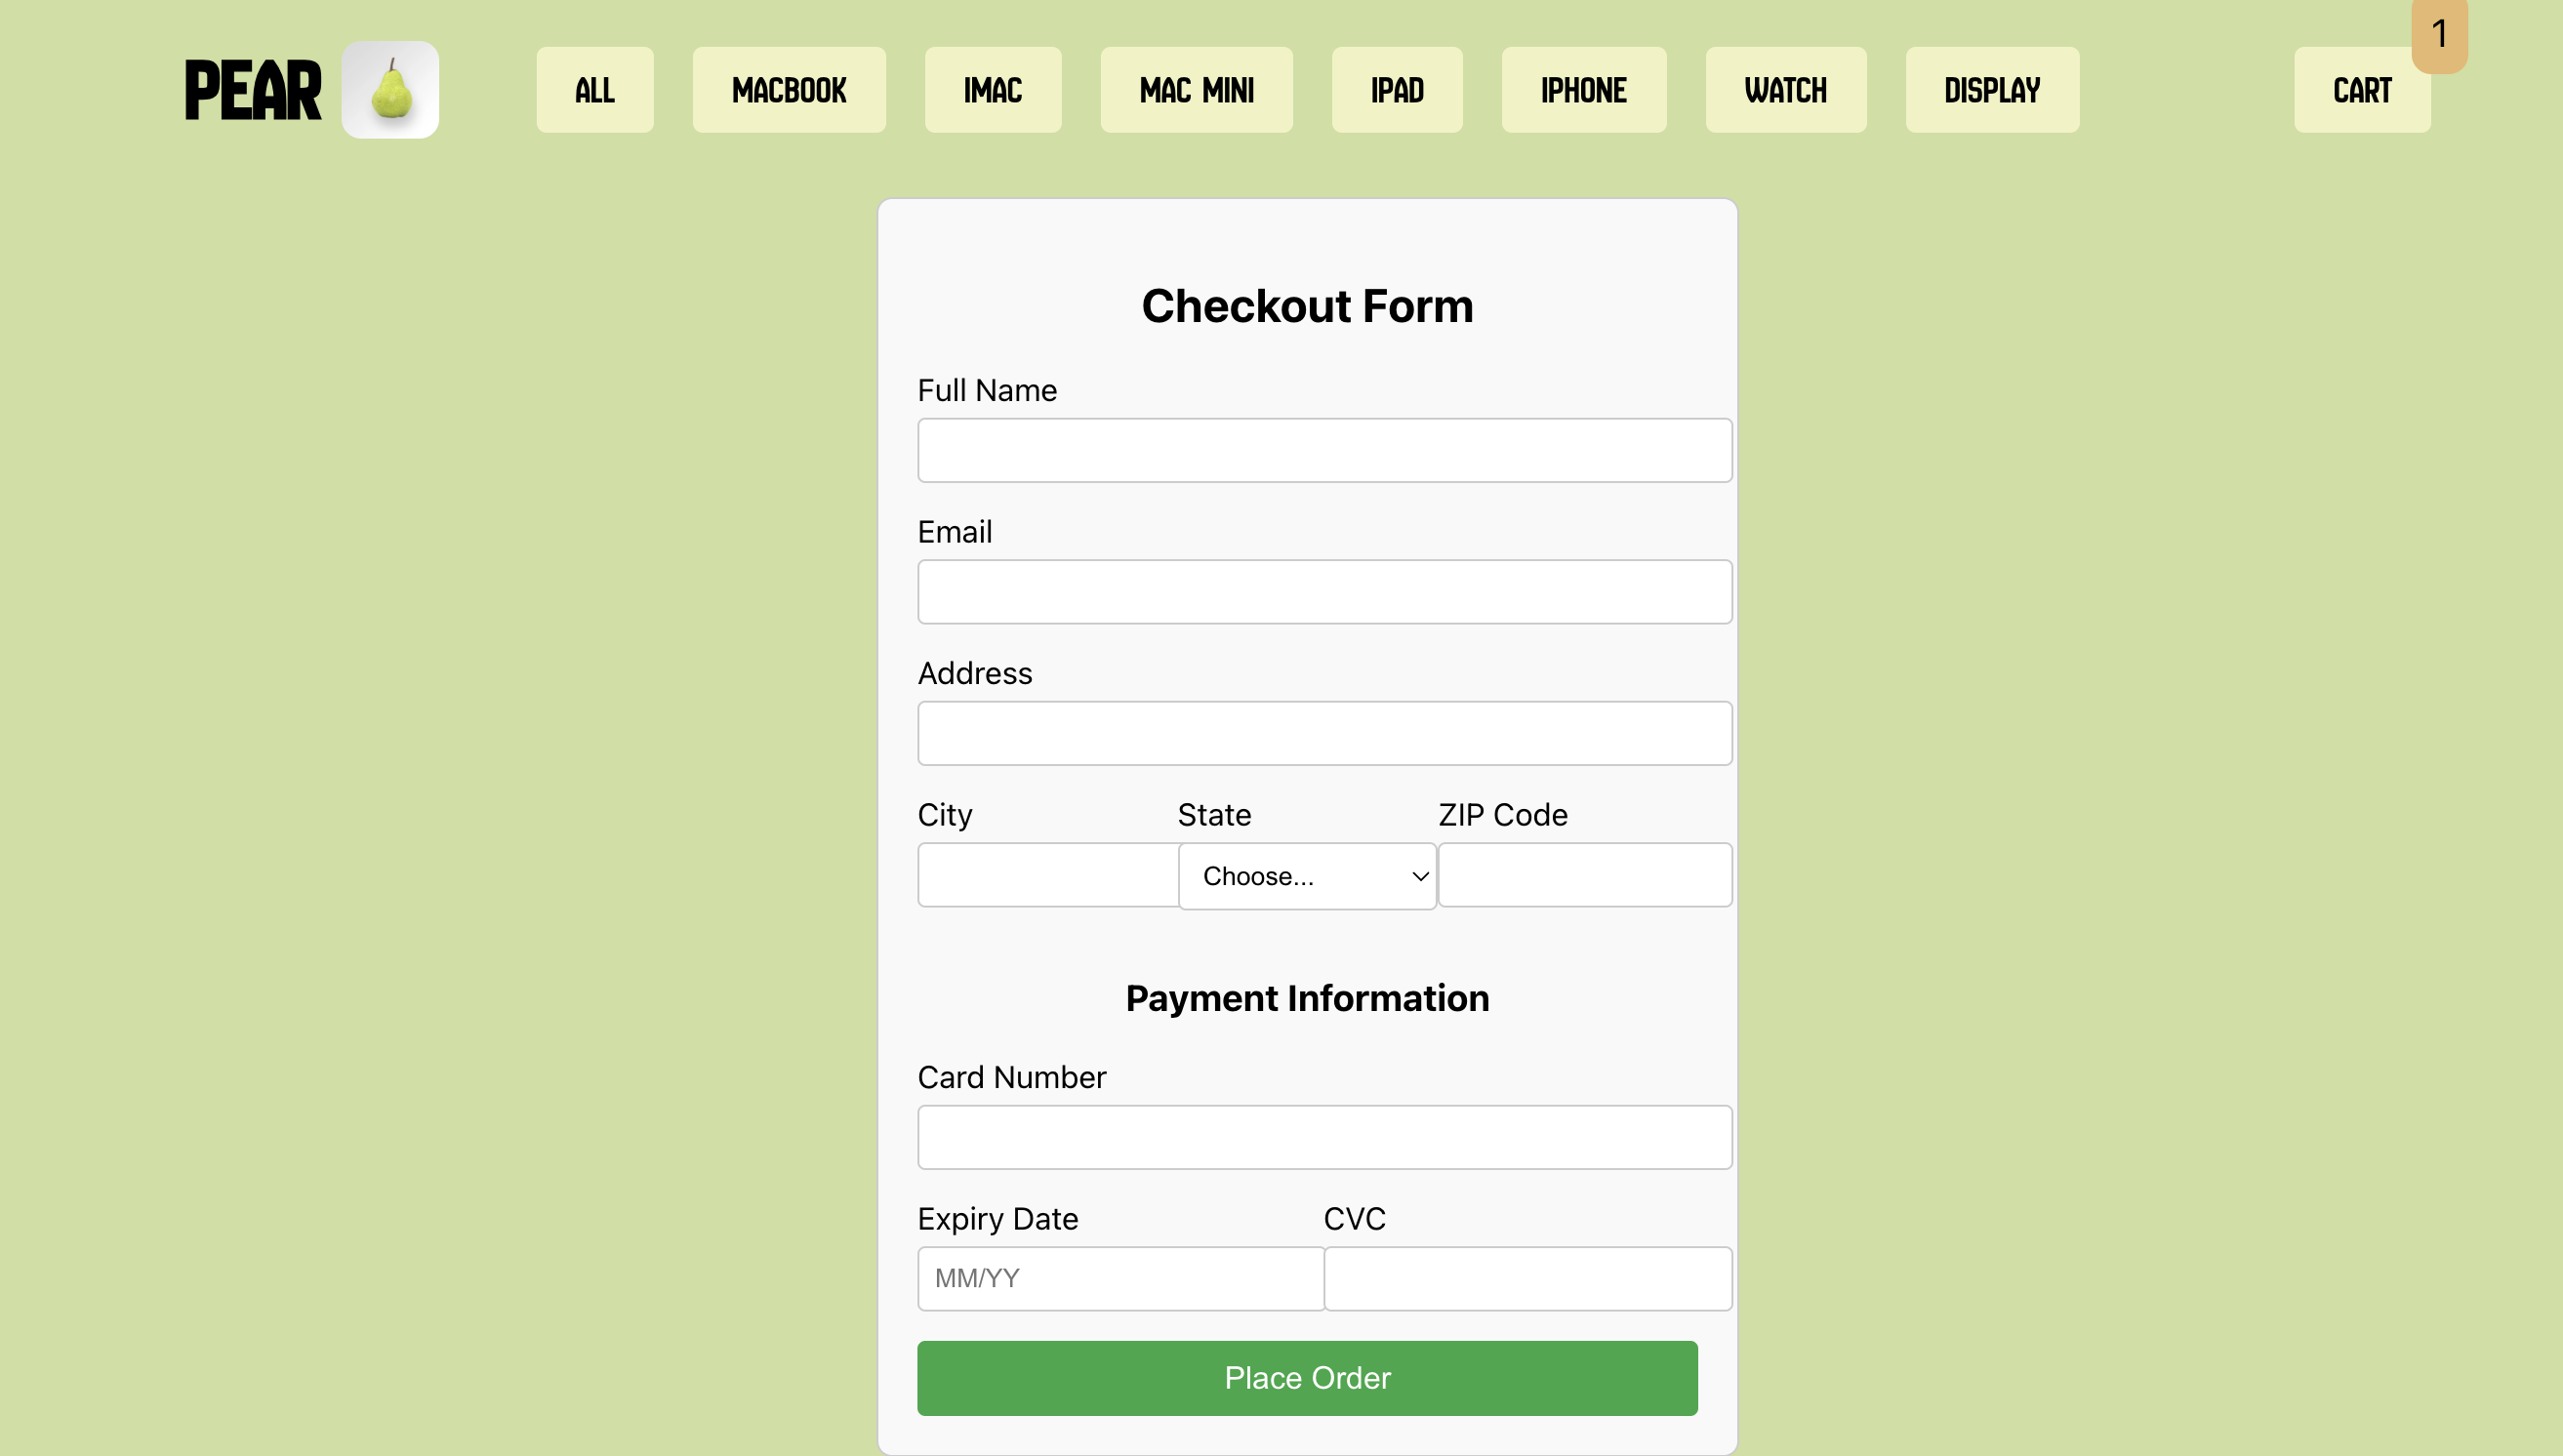 1
PEAR ALL MACBOOK IMAC MAC MINI IPAD IPHONE WATCH DISPLAY CART
Checkout Form
Full Name
Email
Address
City State ZIP Code
Choose...
Payment Information
Card Number
Expiry Date CVC
MM/YY
Place Order